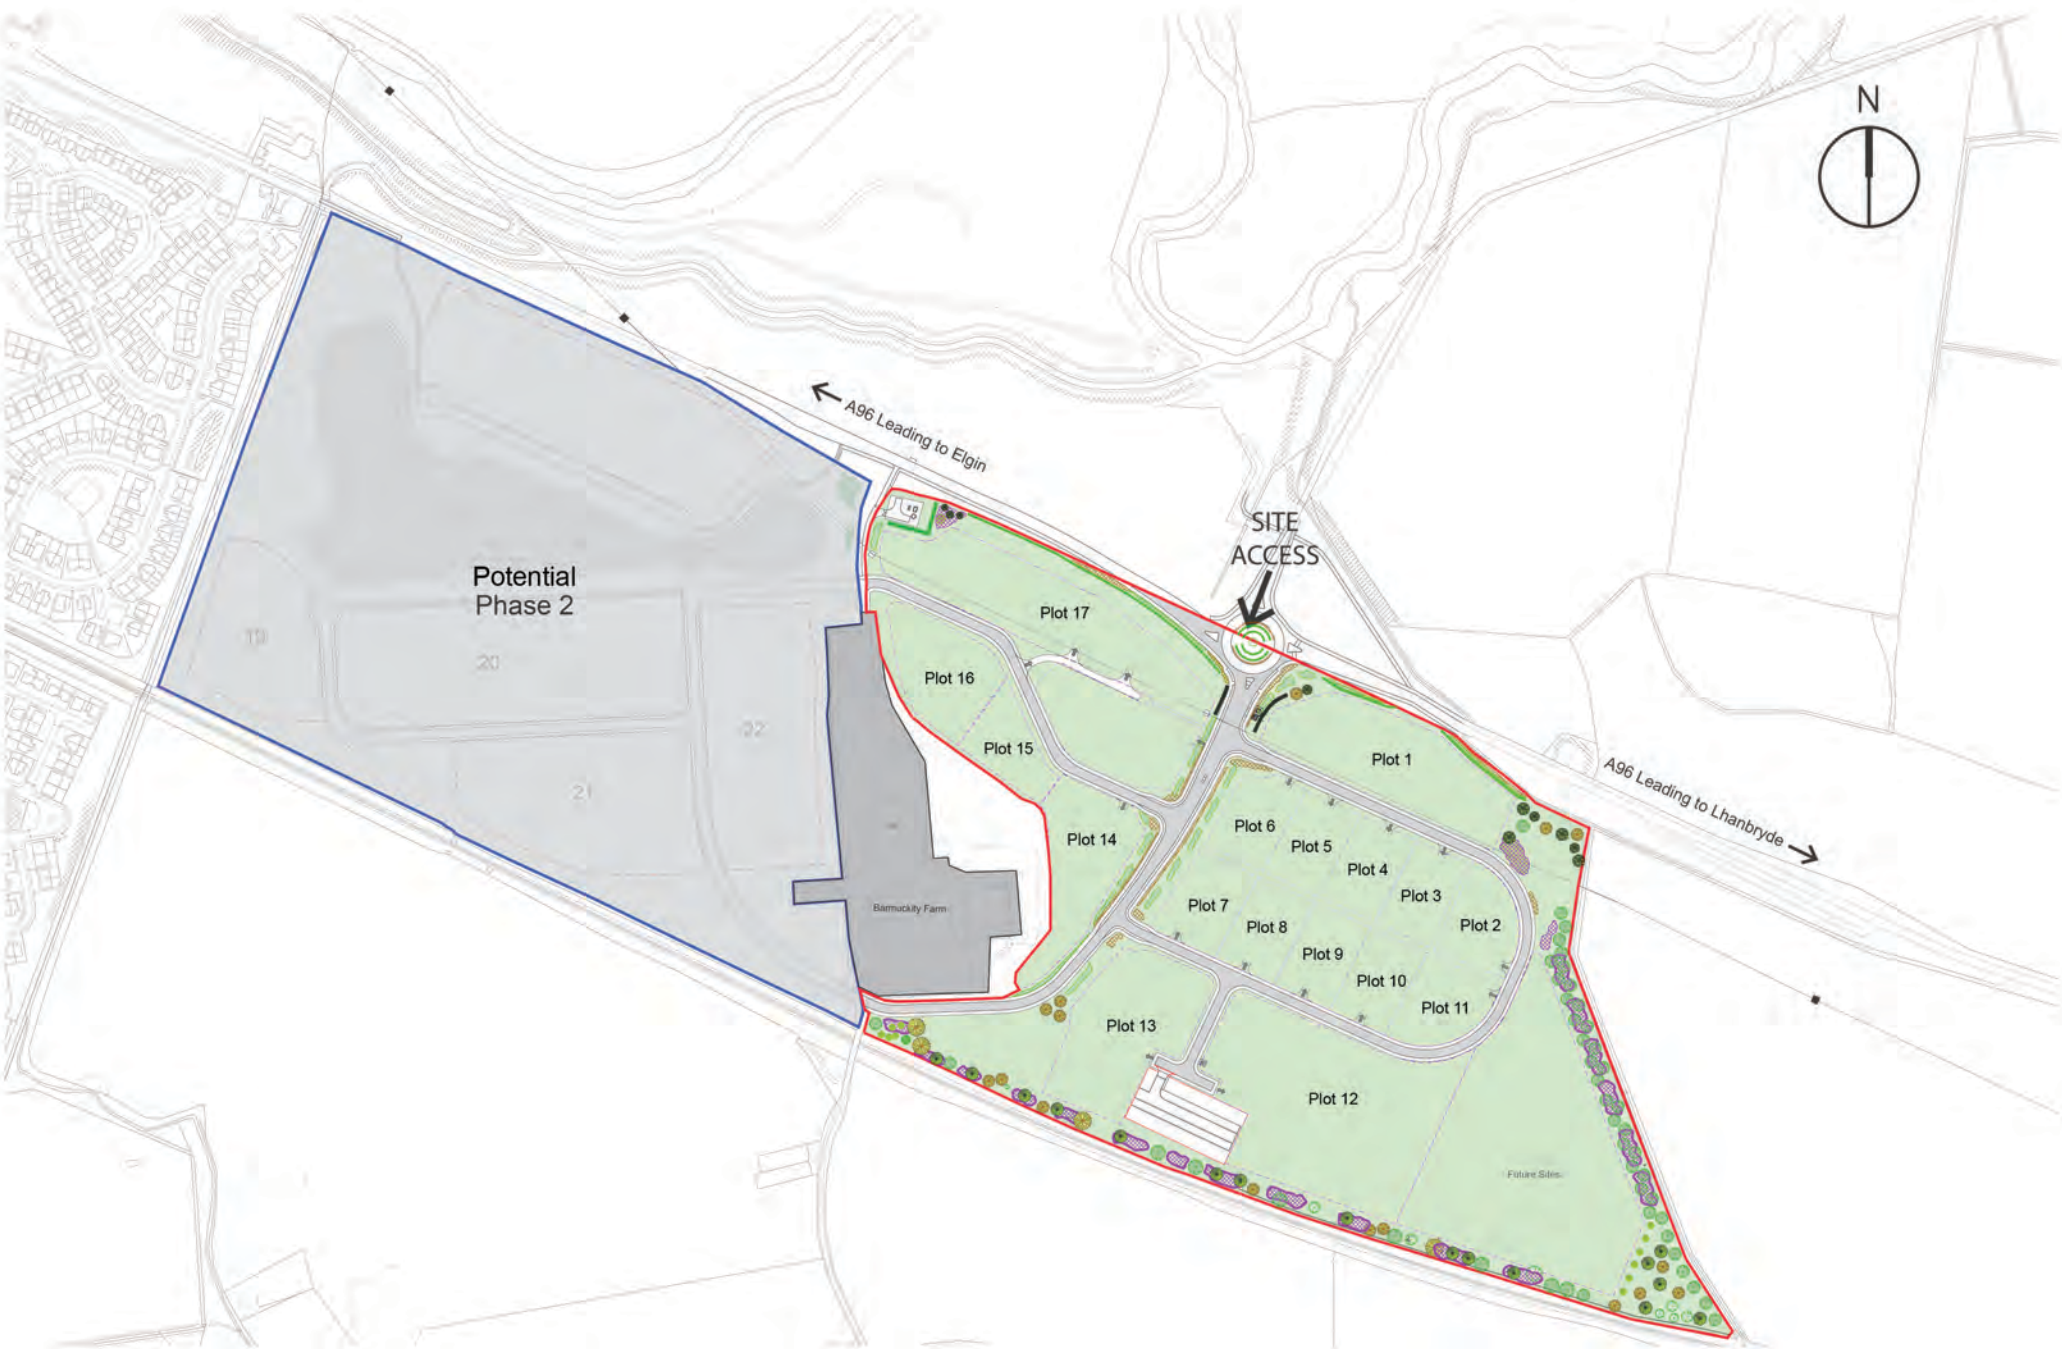 N
A96 Leading to Elgin
SITE
ACCESS
Potential
Phase 2
Plot 17
19
20
Plot 16
22
Plot 15
Plot 1
A96 Leading to Lhanbryde
21
Plot 14
Plot 6
Plot 5
Plot 4
Plot 3
Plot 2
Barmuckity Farm
Plot 7
Plot 8
Plot 9
Plot 10
Plot 11
Plot 13
Plot 12
Future Sites